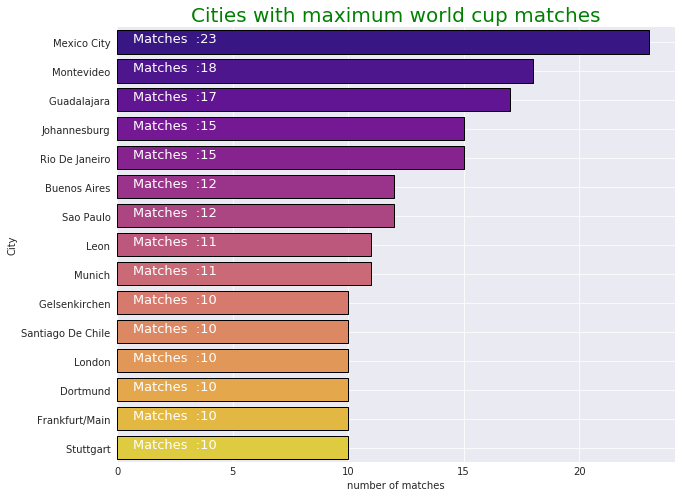 Cities with maximum world cup matches
City
Mexico City Matches :23
Montevideo Matches :18
Guadalajara Matches :17
Johannesburg Matches :15
Rio De Janeiro Matches :15
Buenos Aires Matches :12
Sao Paulo Matches :12
Leon Matches :11
Munich Matches :11
Gelsenkirchen Matches :10
Santiago De Chile Matches :10
London Matches :10
Dortmund Matches :10
Frankfurt/Main Matches :10
Stuttgart Matches :10
0 5 10 15 20
number of matches